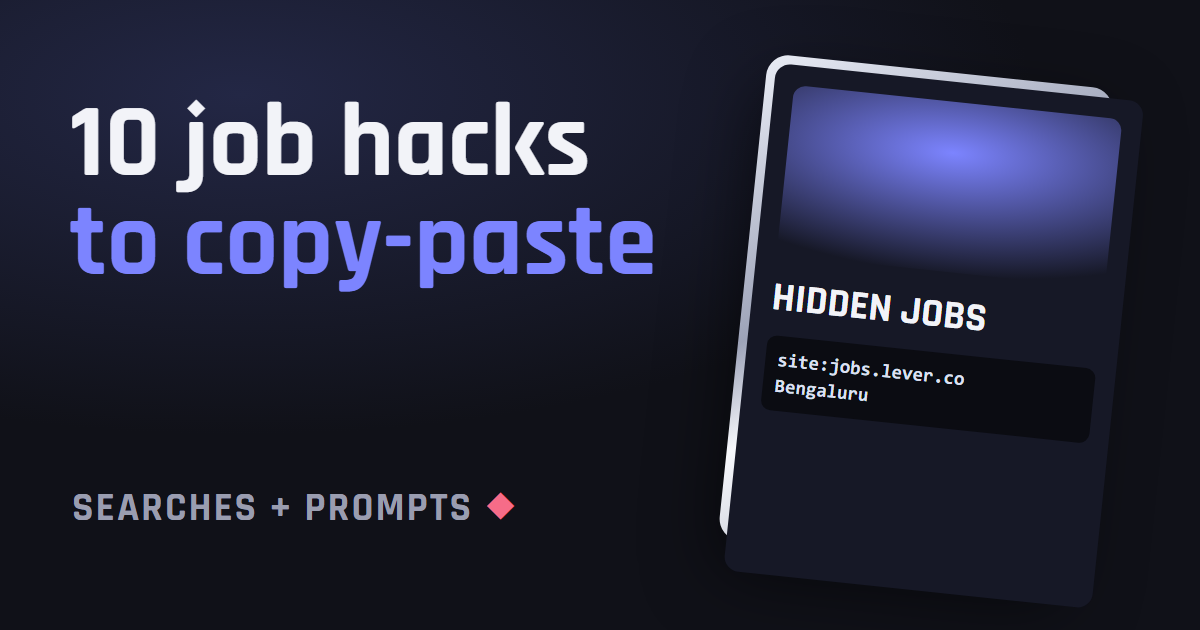 10 job hacks
to copy-paste
SEARCHES + PROMPTS
HIDDEN JOBS
site:jobs.lever.co
Bengaluru